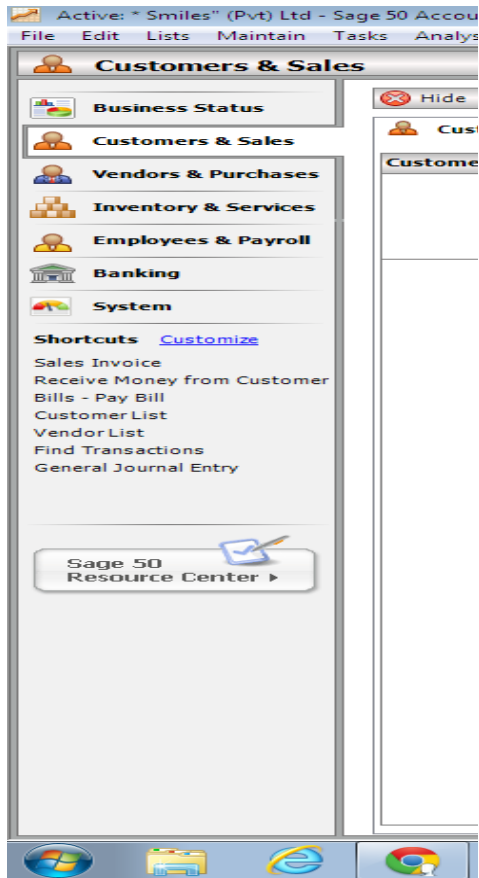 Active: " Smiles" (Pvt) Ltd - Sage 50 Accou
File Edit Lists Maintain Tasks Analys
Customers & Sales
Business Status
Customers & Sales
Vendors & Purchases
Inventory & Services
Employees & Payroll
Banking
System
Shortcuts Customize
Sales Invoice
Receive Money from Customer
Bills - Pay Bill
Customer List
Vendor List
Find Transactions
General Journal Entry
Sage 50
Resource Center
Hide
Cust
Custome